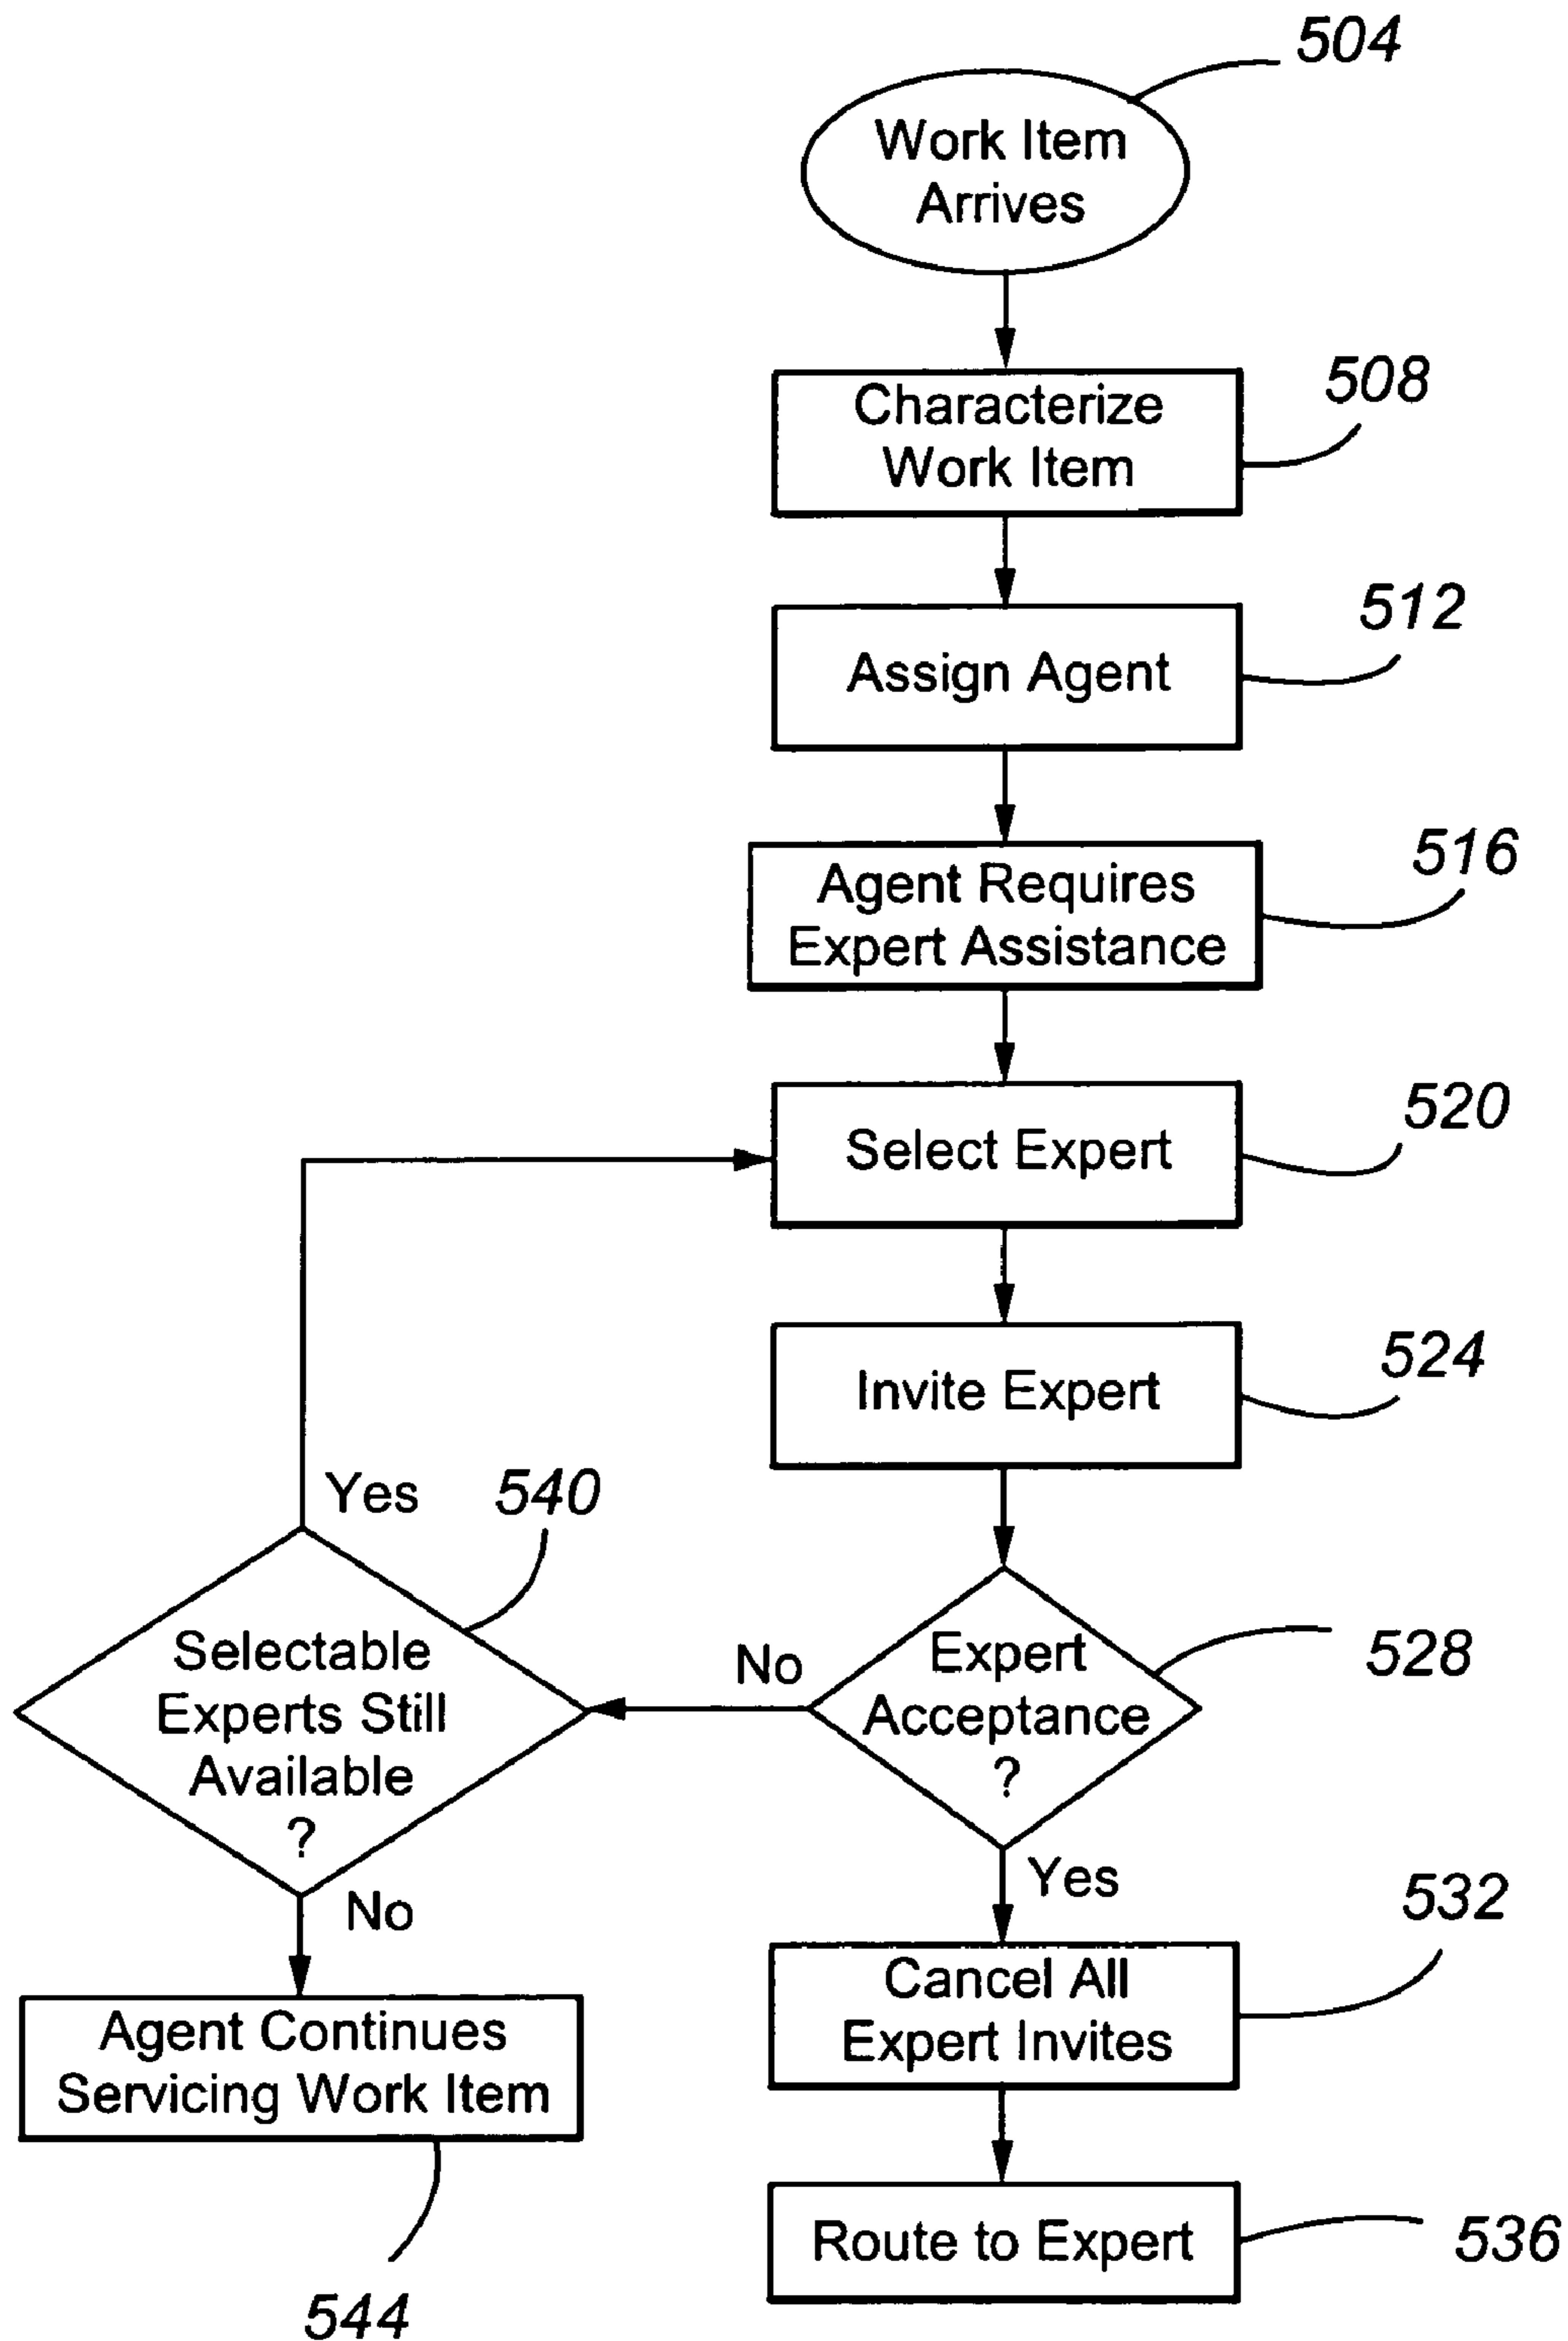 504
Work Item
Arrives
508
Characterize
Work Item
512
Assign Agent
516
Agent Requires
Expert Assistance
520
Select Expert
524
Invite Expert
Yes
540
Selectable
Experts Still
Available
?
No
528
Expert
Acceptance
?
Yes
No
532
Cancel All
Expert Invites
Agent Continues
Servicing Work Item
536
Route to Expert
544